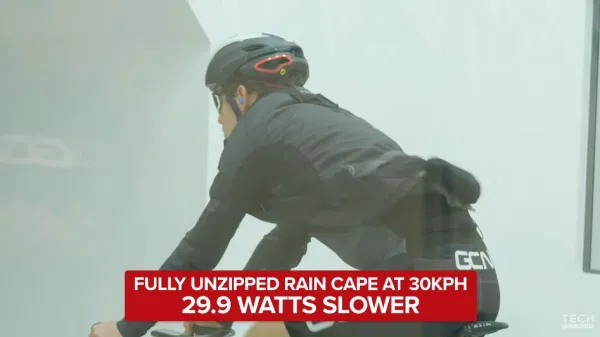 GCN
FULLY UNZIPPED RAIN CAPE AT 30KPH
29.9 WATTS SLOWER
TECH